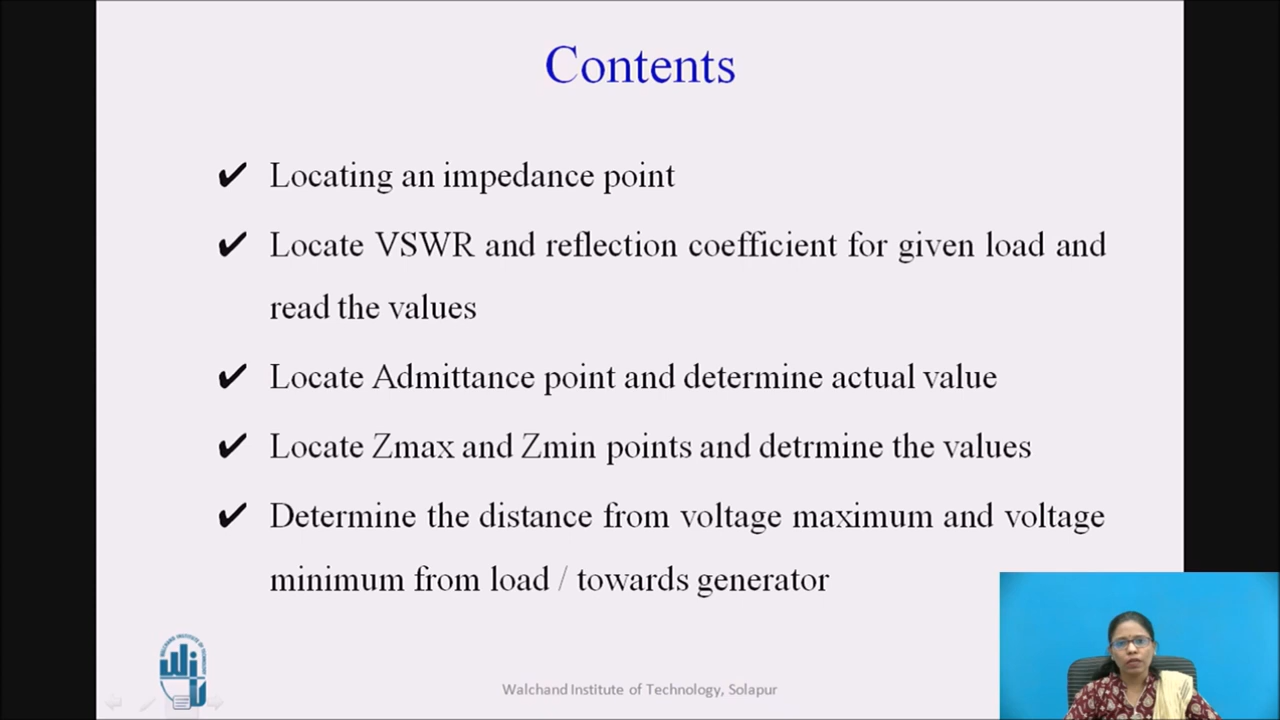 Contents
✔ Locating an impedance point
✔ Locate VSWR and reflection coefficient for given load and
read the values
✔ Locate Admittance point and determine actual value
✔ Locate Zmax and Zmin points and detrmine the values
✔ Determine the distance from voltage maximum and voltage
minimum from load / towards generator
Walchand Institute of Technology, Solapur